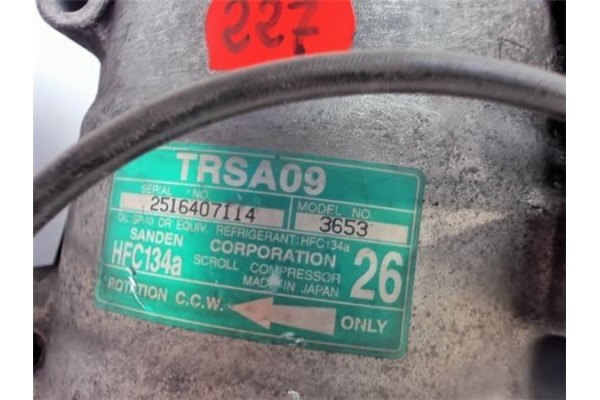 227
TRSA09
SERIAL NO
MODEL NO
2516407114
3653
OIL SP-10 OR EQUIV. REFRIGERANT:HFC134a
SANDEN CORPORATION
HFC134a SCROLL COMPRESSOR
MADE IN JAPAN
26
ROTATION C.C.W. ONLY